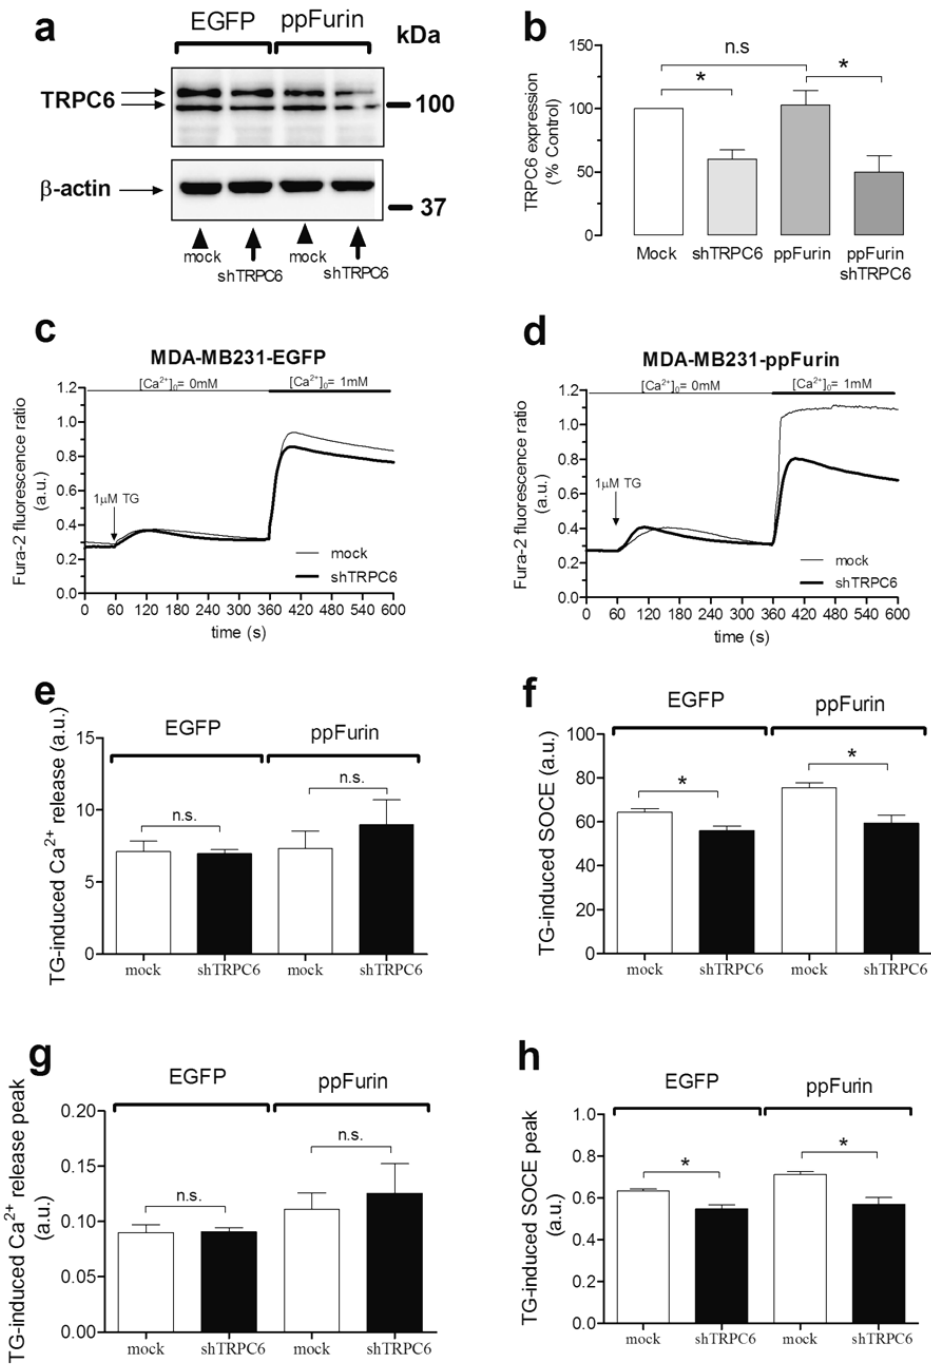 a
EGFP
ppFurin
kDa
TRPC6
100
β-actin
37
mock
mock
shTRPC6
shTRPC6
b
150
100
50
0
TRPC6 expression
(% Control)
n.s
*
*
Mock
shTRPC6
ppFurin
ppFurin
shTRPC6
c
MDA-MB231-EGFP
[Ca²⁺]₀= 0mM
[Ca²⁺]₀= 1mM
1.2
1.0
0.8
0.6
0.4
0.2
0.0
Fura-2 fluorescence ratio
(a.u.)
1μM TG
mock
shTRPC6
0 60 120 180 240 300 360 420 480 540 600
time (s)
d
MDA-MB231-ppFurin
[Ca²⁺]₀= 0mM
[Ca²⁺]₀= 1mM
1.2
1.0
0.8
0.6
0.4
0.2
0.0
Fura-2 fluorescence ratio
(a.u.)
1μM TG
mock
shTRPC6
0 60 120 180 240 300 360 420 480 540 600
time (s)
e
EGFP
ppFurin
15
10
5
0
TG-induced Ca²⁺ release (a.u.)
n.s.
n.s.
mock
shTRPC6
mock
shTRPC6
f
EGFP
ppFurin
100
80
60
40
20
0
TG-induced SOCE (a.u.)
*
*
mock
shTRPC6
mock
shTRPC6
g
EGFP
ppFurin
0.20
0.15
0.10
0.05
0.00
TG-induced Ca²⁺ release peak
(a.u.)
n.s.
n.s.
mock
shTRPC6
mock
shTRPC6
h
EGFP
ppFurin
1.0
0.8
0.6
0.4
0.2
0.0
TG-induced SOCE peak
(a.u.)
*
*
mock
shTRPC6
mock
shTRPC6